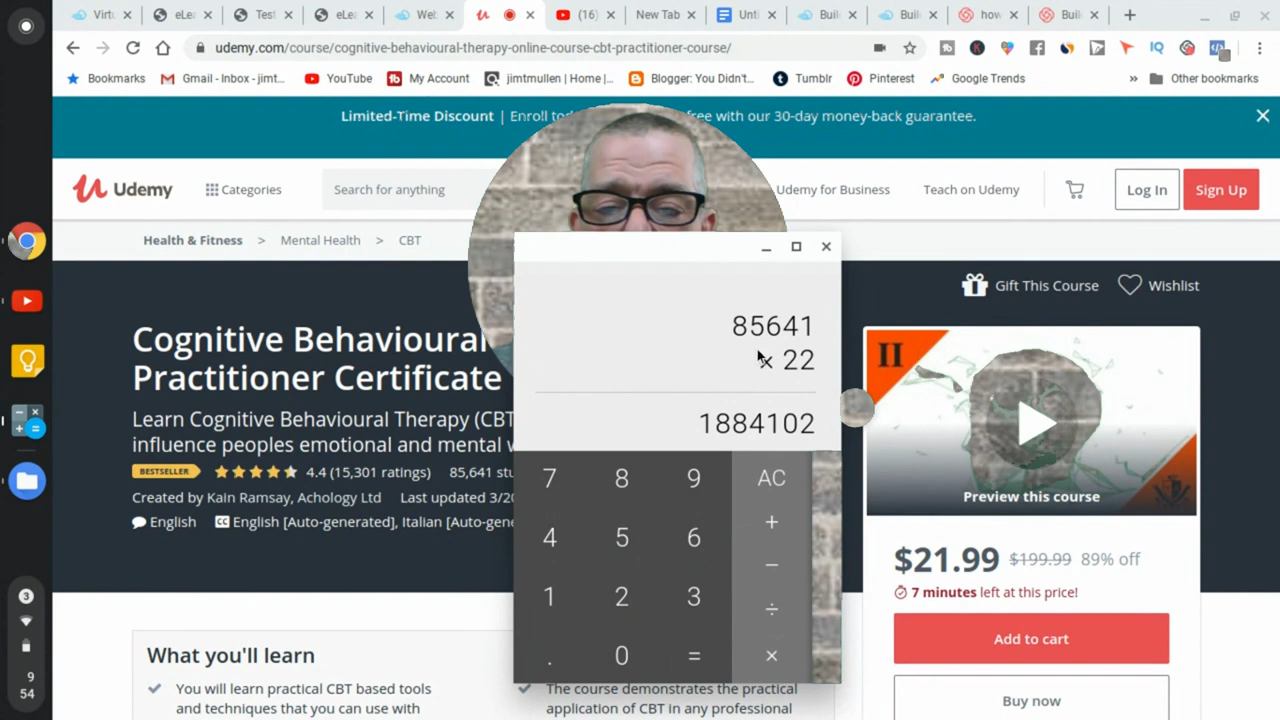 Virtu
eLea
Test
eLea
Web
(16)
New Tab
Unti
Buil
Buil
how
Buil
udemy.com/course/cognitive-behavioural-therapy-online-course-cbt-practitioner-course/
Bookmarks
Gmail - Inbox - jimt...
YouTube
My Account
jimtmullen | Home |...
Blogger: You Didn't...
Tumblr
Pinterest
Google Trends
»
Other bookmarks
Limited-Time Discount | Enroll free with our 30-day money-back guarantee.
Udemy
Categories
Search for anything
Udemy for Business
Teach on Udemy
Log In
Sign Up
Health & Fitness > Mental Health > CBT
Gift This Course
Wishlist
Cognitive Behavioural
Practitioner Certificate
Learn Cognitive Behavioural Therapy (CBT
influence peoples emotional and mental w
BESTSELLER 4.4 (15,301 ratings) 85,641 stu
Created by Kain Ramsay, Achology Ltd Last updated 3/20
English English [Auto-generated], Italian [Auto-gene
85641
× 22
1884102
7 8 9 AC
4 5 6 +
1 2 3 −
÷
. 0 = ×
II
Preview this course
$21.99 $199.99 89% off
7 minutes left at this price!
Add to cart
Buy now
What you'll learn
You will learn practical CBT based tools
and techniques that you can use with
The course demonstrates the practical
application of CBT in any professional
3
9
54